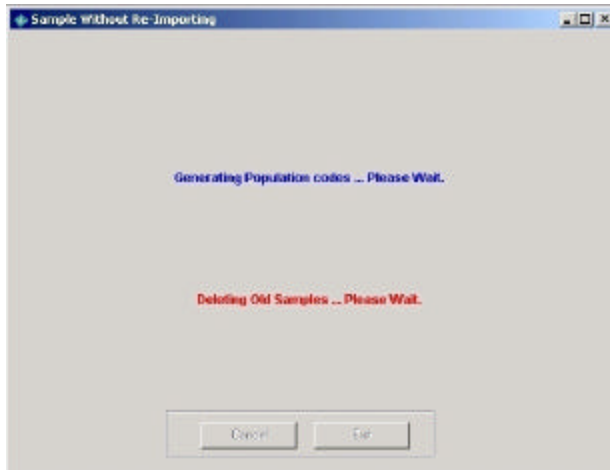 Sample Without Re-Importing
Generating Population codes ... Please Wait.
Deleting Old Samples ... Please Wait.
Cancel
Exit